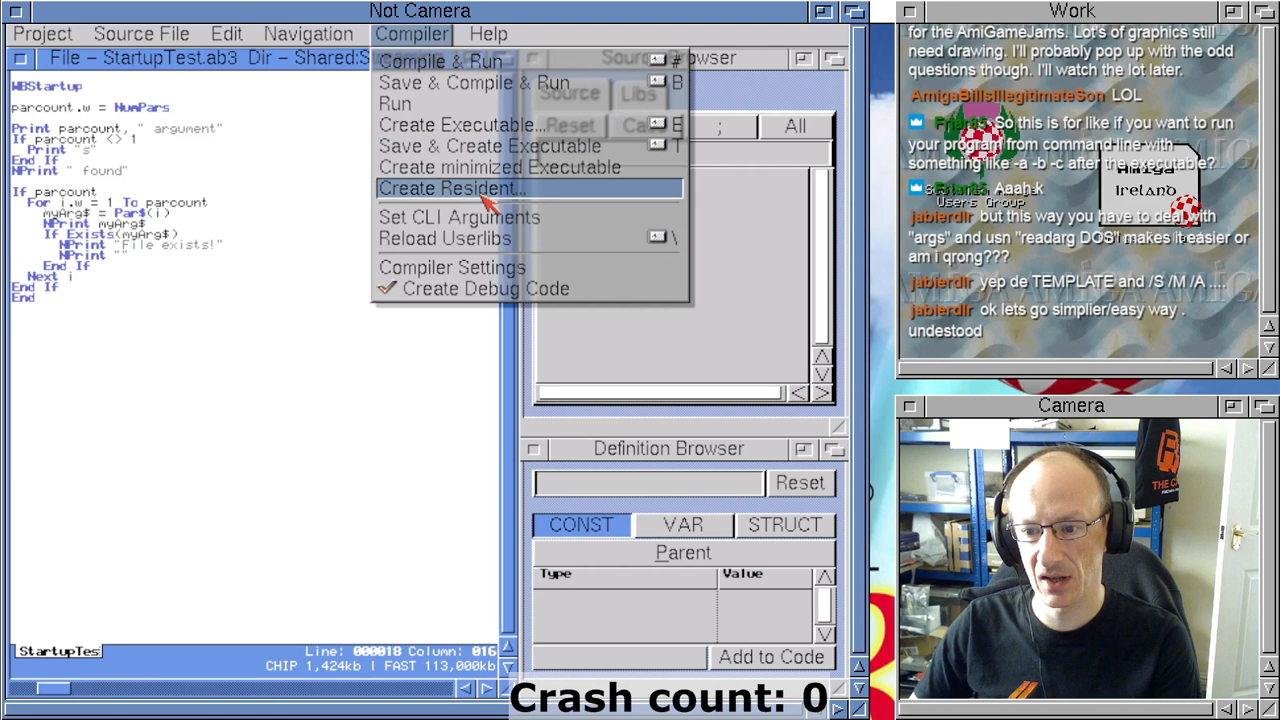 Not Camera
Project Source File Edit Navigation Compiler Help
File – StartupTest.ab3 Dir – Shared:S
WBStartup
parcount.w = NumPars
Print parcount, " argument"
If parcount <> 1
Print "s"
End If
NPrint " found"
If parcount
For i.w = 1 To parcount
myArg$ = Par$(i)
NPrint myArg$
If Exists(myArg$)
NPrint "File exists!"
NPrint ""
End If
Next i
End If
End
Compile & Run #
Save & Compile & Run B
Run
Create Executable... E
Save & Create Executable T
Create minimized Executable
Create Resident...
Set CLI Arguments
Reload Userlibs \
Compiler Settings
Create Debug Code
Browser
Source Libs
Reset
; All
Definition Browser
Reset
CONST VAR STRUCT
Parent
Type Value
Add to Code
StartupTes
Line: 000018 Column: 016
CHIP 1,424kb | FAST 113,000kb
Crash count: 0
Work
for the AmiGameJams. Lots of graphics still
need drawing. I'll probably pop up with the odd
questions though. I'll watch the lot later.
AmigaBillsIllegitimateSon LOL
Friar45 So this is for like if you want to run
your program from command line with
something like -a -b -c after the executable?
Aaah k
jabierdlr but this way you have to deal with
"args" and usn "readarg DOS" makes it easier or
am i qrong???
jabierdlr yep de TEMPLATE and /S /M /A ....
jabierdlr ok lets go simplier/easy way .
undestood
Amiga
Ireland
Users Group
Camera
THE C